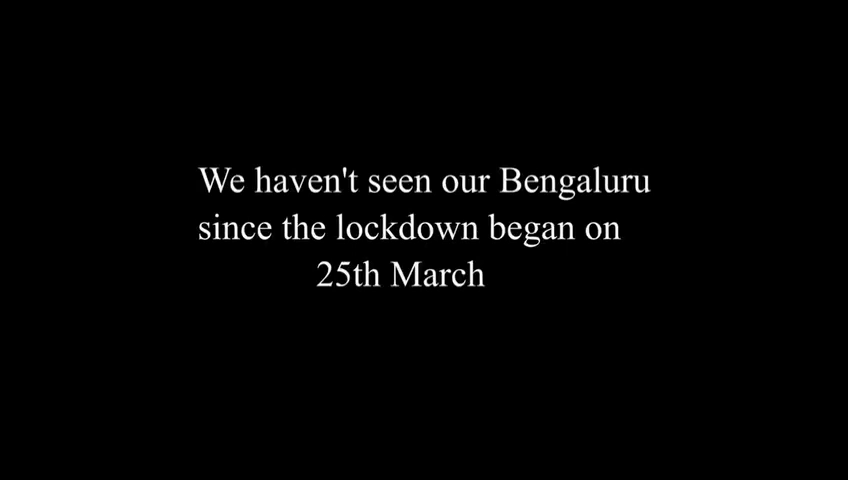 We haven't seen our Bengaluru
since the lockdown began on
25th March